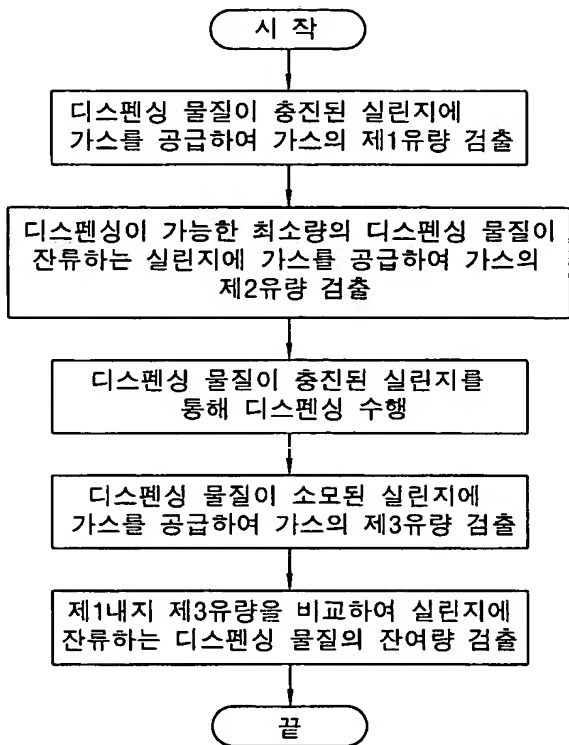 시 작
디스펜싱 물질이 충진된 실린지에
가스를 공급하여 가스의 제1유량 검출
디스펜싱이 가능한 최소량의 디스펜싱 물질이
잔류하는 실린지에 가스를 공급하여 가스의
제2유량 검출
디스펜싱 물질이 충진된 실린지를
통해 디스펜싱 수행
디스펜싱 물질이 소모된 실린지에
가스를 공급하여 가스의 제3유량 검출
제1내지 제3유량을 비교하여 실린지에
잔류하는 디스펜싱 물질의 잔여량 검출
끝